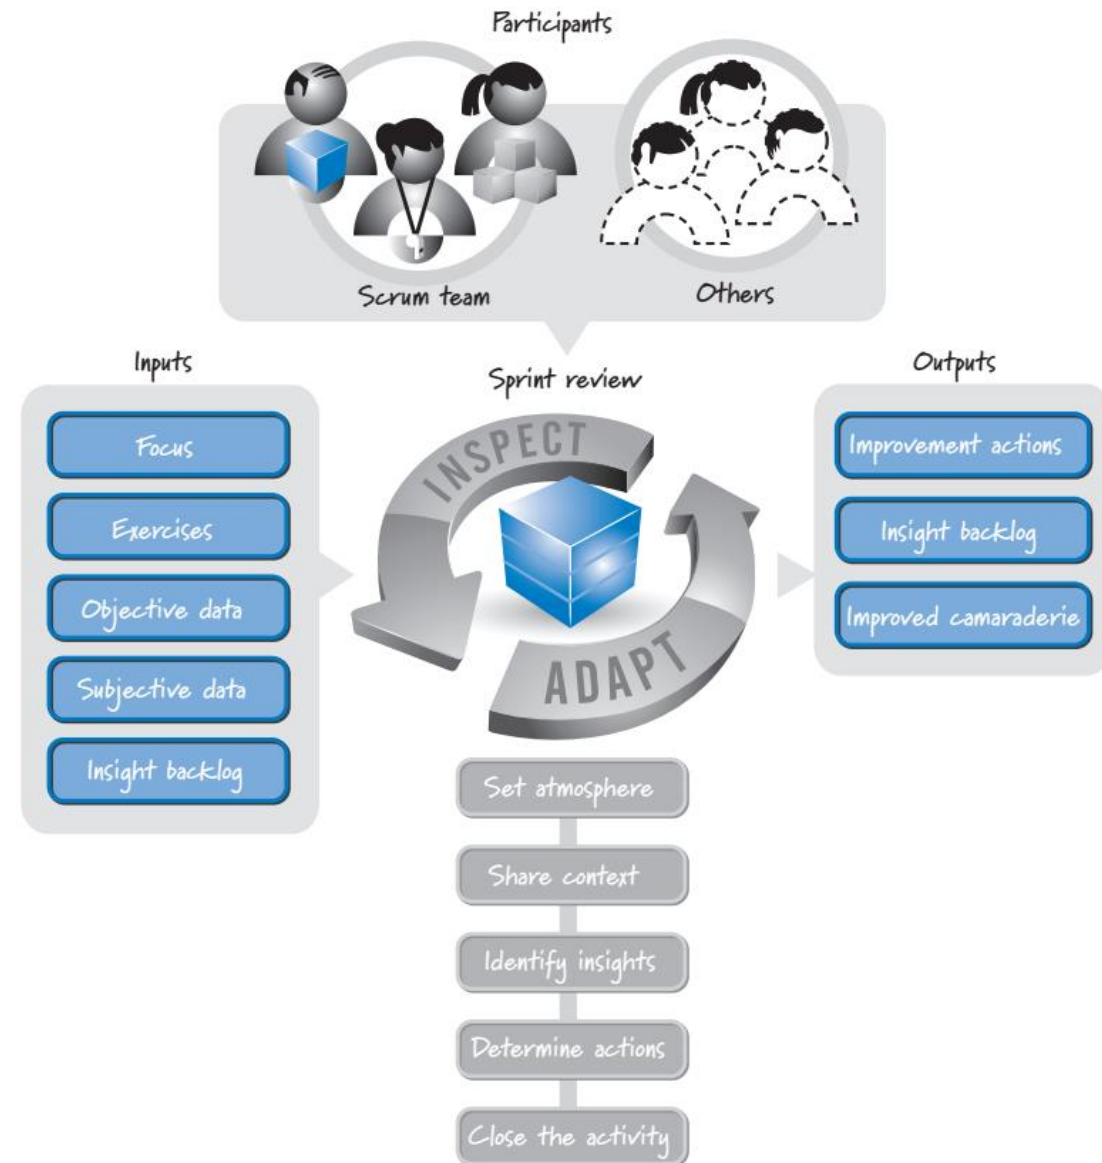 Participants
Scrum team
Others
Inputs
Focus
Exercises
Objective data
Subjective data
Insight backlog
Sprint review
INSPECT
ADAPT
Set atmosphere
Share context
Identify insights
Determine actions
Close the activity
Outputs
Improvement actions
Insight backlog
Improved camaraderie